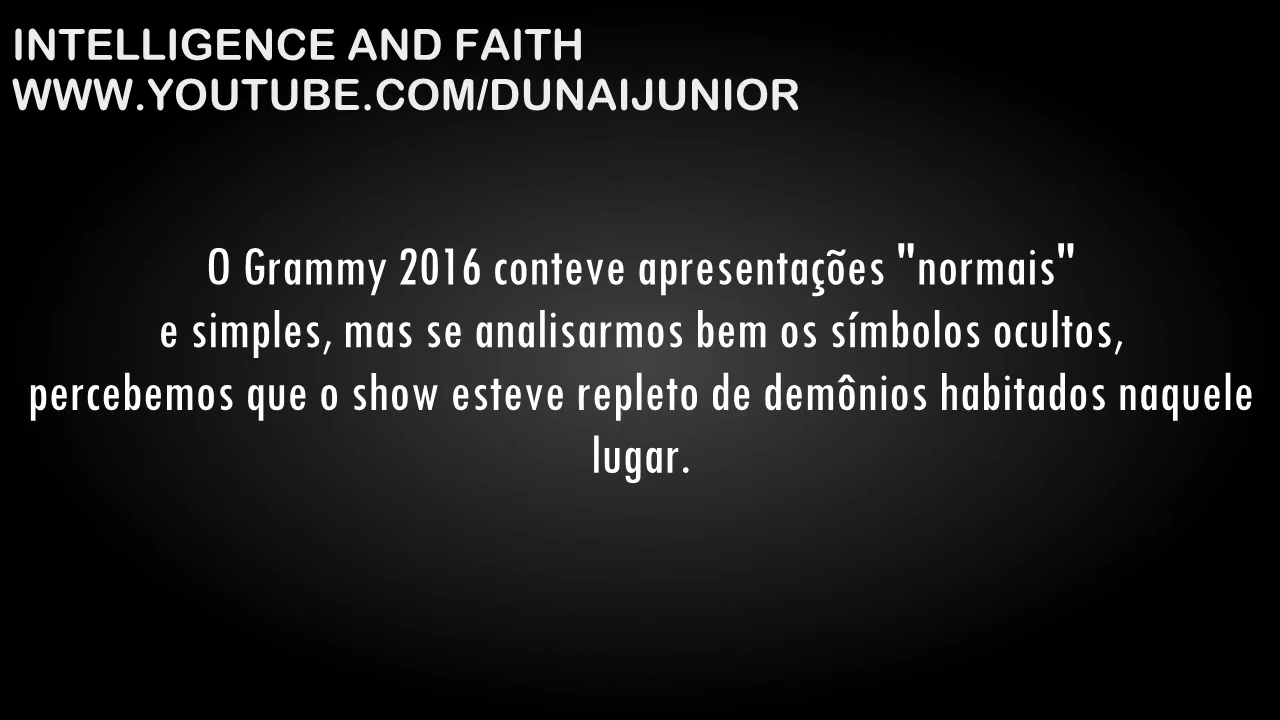 INTELLIGENCE AND FAITH
WWW.YOUTUBE.COM/DUNAIJUNIOR
O Grammy 2016 conteve apresentações "normais"
e simples, mas se analisarmos bem os símbolos ocultos,
percebemos que o show esteve repleto de demônios habitados naquele
lugar.